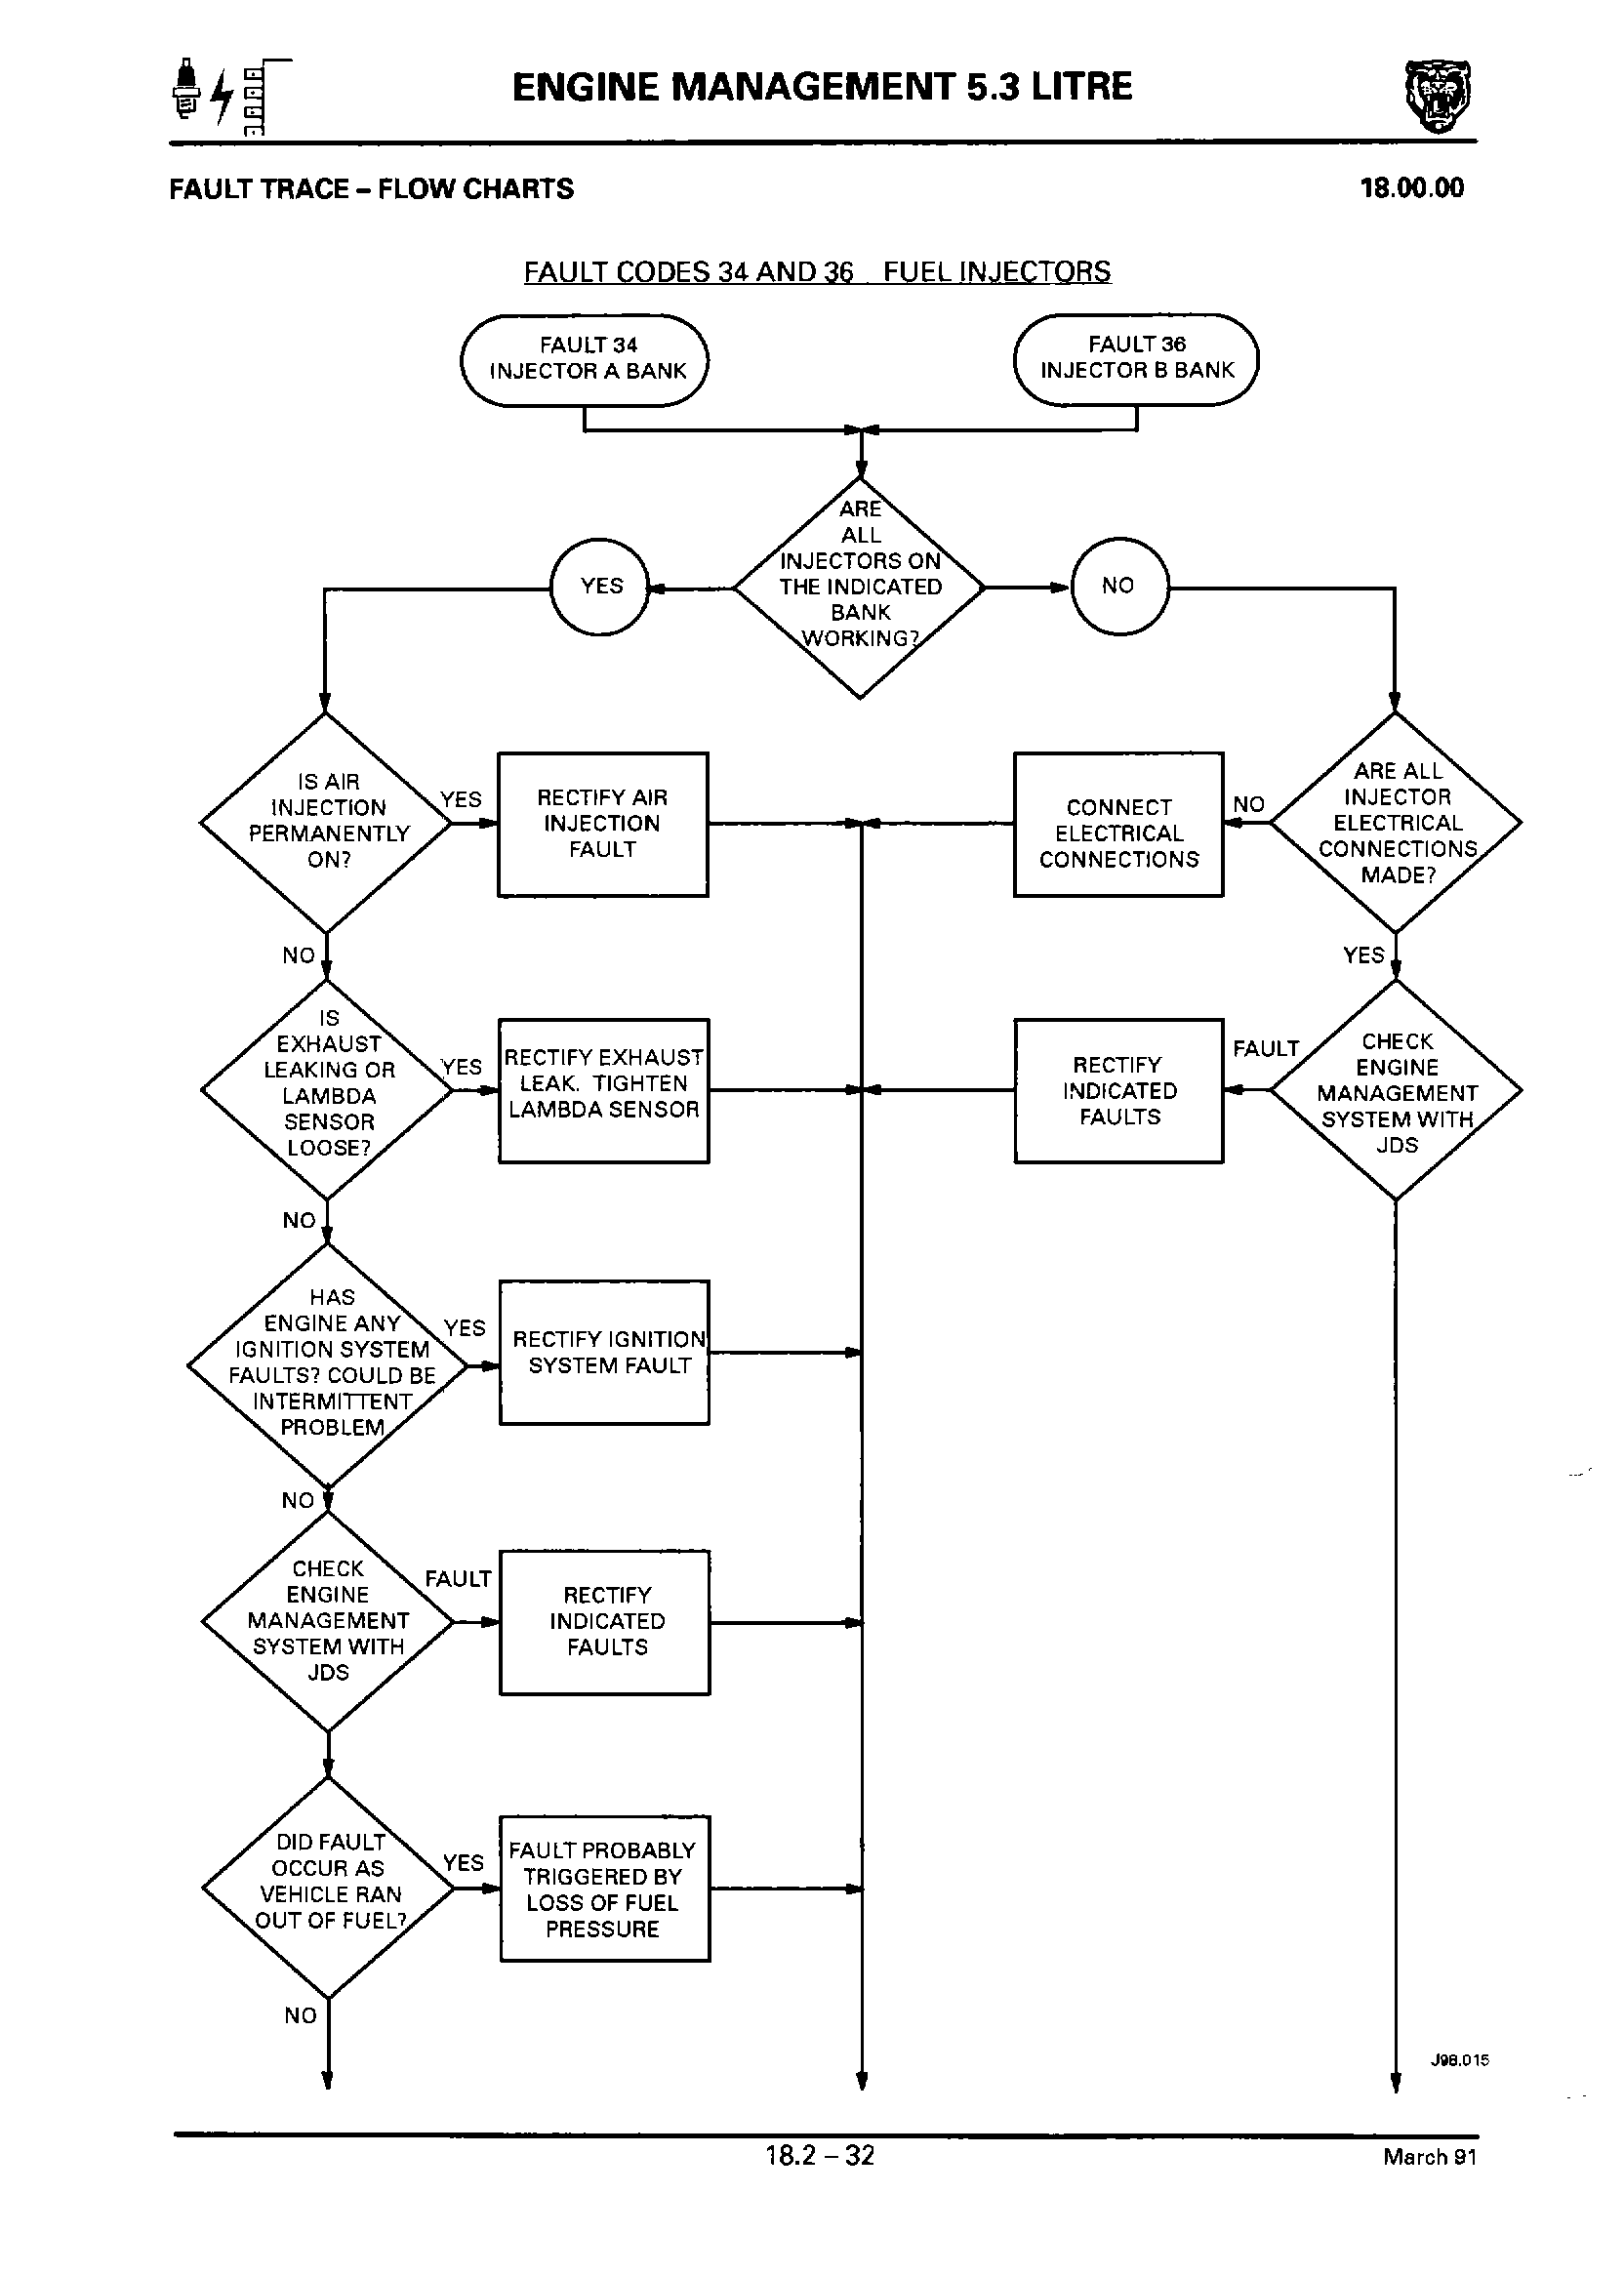 ENGINE MANAGEMENT 5.3 LITRE
FAULT TRACE – FLOW CHARTS
18.00.00
FAULT CODES 34 AND 36 FUEL INJECTORS
FAULT 34
INJECTOR A BANK
FAULT 36
INJECTOR B BANK
ARE
ALL
INJECTORS ON
THE INDICATED
BANK
WORKING?
YES
NO
IS AIR
INJECTION
PERMANENTLY
ON?
YES
RECTIFY AIR
INJECTION
FAULT
CONNECT
ELECTRICAL
CONNECTIONS
NO
ARE ALL
INJECTOR
ELECTRICAL
CONNECTIONS
MADE?
NO
YES
IS
EXHAUST
LEAKING OR
LAMBDA
SENSOR
LOOSE?
YES
RECTIFY EXHAUST
LEAK. TIGHTEN
LAMBDA SENSOR
RECTIFY
INDICATED
FAULTS
FAULT
CHECK
ENGINE
MANAGEMENT
SYSTEM WITH
JDS
NO
HAS
ENGINE ANY
IGNITION SYSTEM
FAULTS? COULD BE
INTERMITTENT
PROBLEM
YES
RECTIFY IGNITION
SYSTEM FAULT
NO
CHECK
ENGINE
MANAGEMENT
SYSTEM WITH
JDS
FAULT
RECTIFY
INDICATED
FAULTS
DID FAULT
OCCUR AS
VEHICLE RAN
OUT OF FUEL?
YES
FAULT PROBABLY
TRIGGERED BY
LOSS OF FUEL
PRESSURE
NO
J98.015
18.2 – 32
March 91